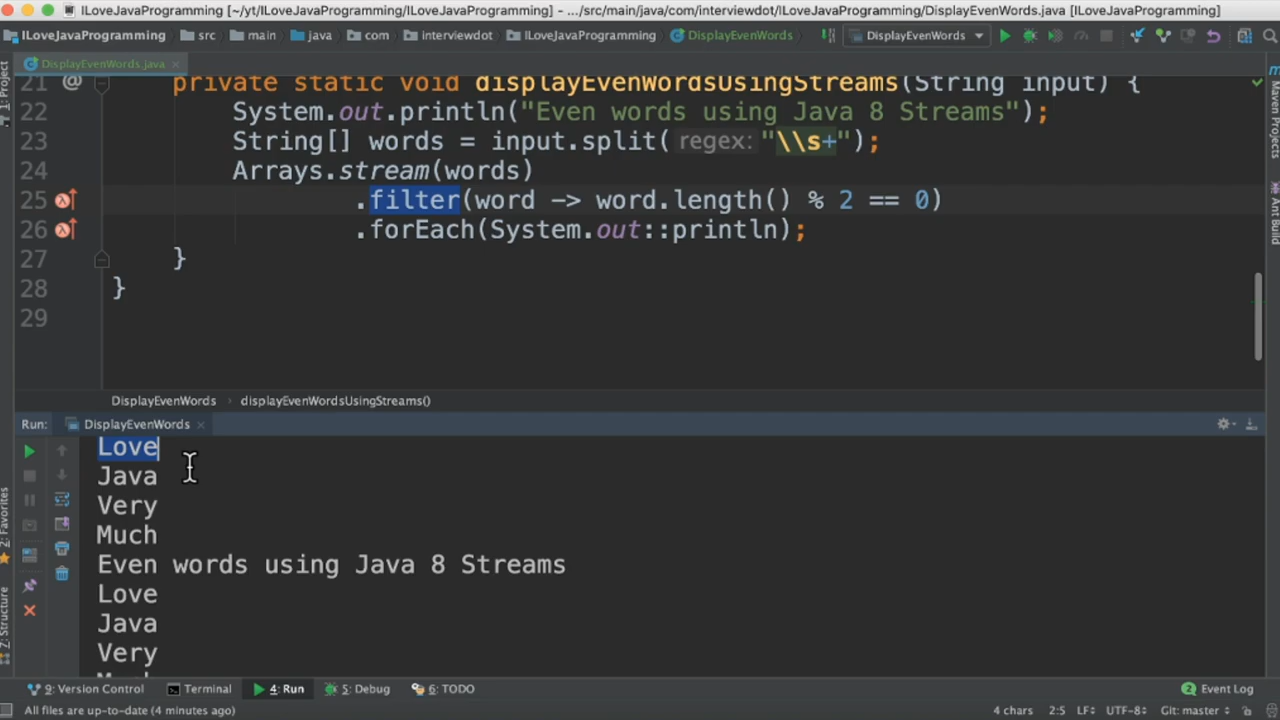 ILoveJavaProgramming [~/yt/ILoveJavaProgramming/ILoveJavaProgramming] - .../src/main/java/com/interviewdot/ILoveJavaProgramming/DisplayEvenWords.java [ILoveJavaProgramming]
ILoveJavaProgramming src main java com interviewdot ILoveJavaProgramming DisplayEvenWords DisplayEvenWords
DisplayEvenWords.java
21 @ private static void displayEvenWordsUsingStreams(String input) {
22 System.out.println("Even words using Java 8 Streams");
23 String[] words = input.split( regex: "\\s+");
24 Arrays.stream(words)
25 .filter(word -> word.length() % 2 == 0)
26 .forEach(System.out::println);
27 }
28 }
29
DisplayEvenWords › displayEvenWordsUsingStreams()
Run: DisplayEvenWords
Love
Java
Very
Much
Even words using Java 8 Streams
Love
Java
Very
1: Project
2: Favorites
7: Structure
Maven Projects
Ant Build
9: Version Control Terminal 4: Run 5: Debug 6: TODO 2 Event Log
All files are up-to-date (4 minutes ago) 4 chars 2:5 LF UTF-8 Git: master